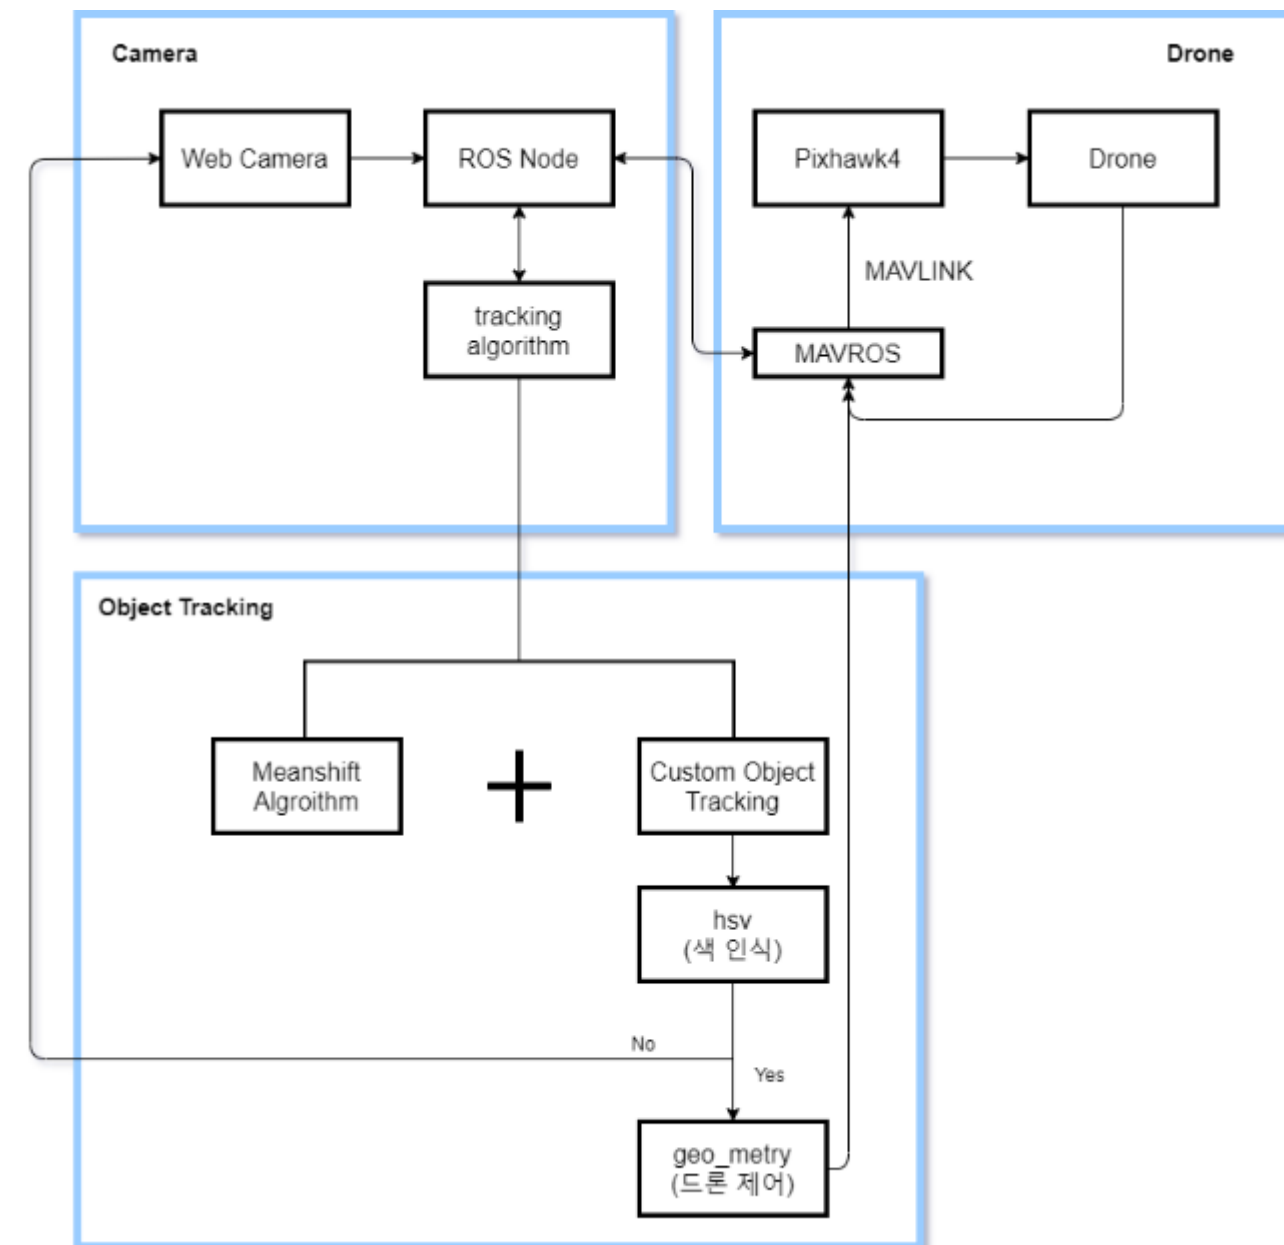 Camera
Drone
Web Camera
ROS Node
Pixhawk4
Drone
MAVLINK
tracking
algorithm
MAVROS
Object Tracking
Meanshift
Algroithm
Custom Object
Tracking
hsv
(색 인식)
No
Yes
geo_metry
(드론 제어)